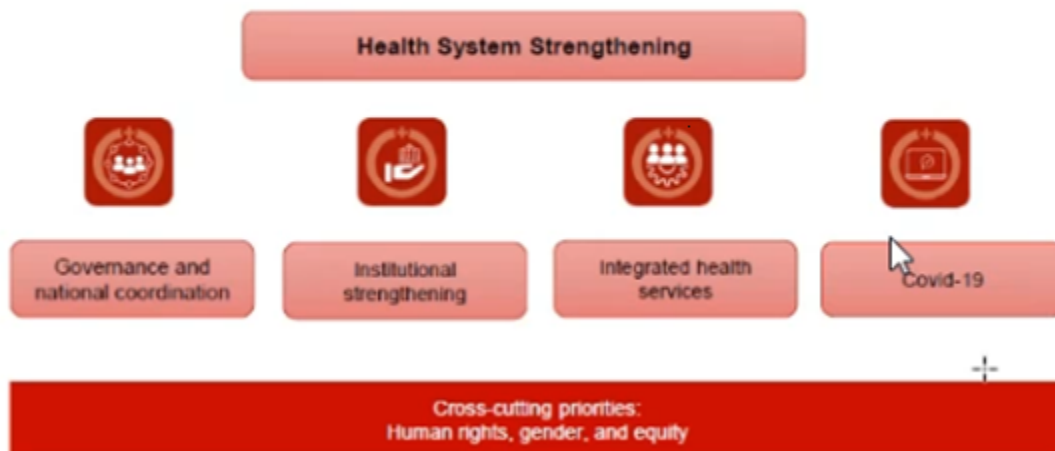 Health System Strengthening
Governance and
national coordination
Institutional
strengthening
Integrated health
services
Covid-19
Cross-cutting priorities:
Human rights, gender, and equity